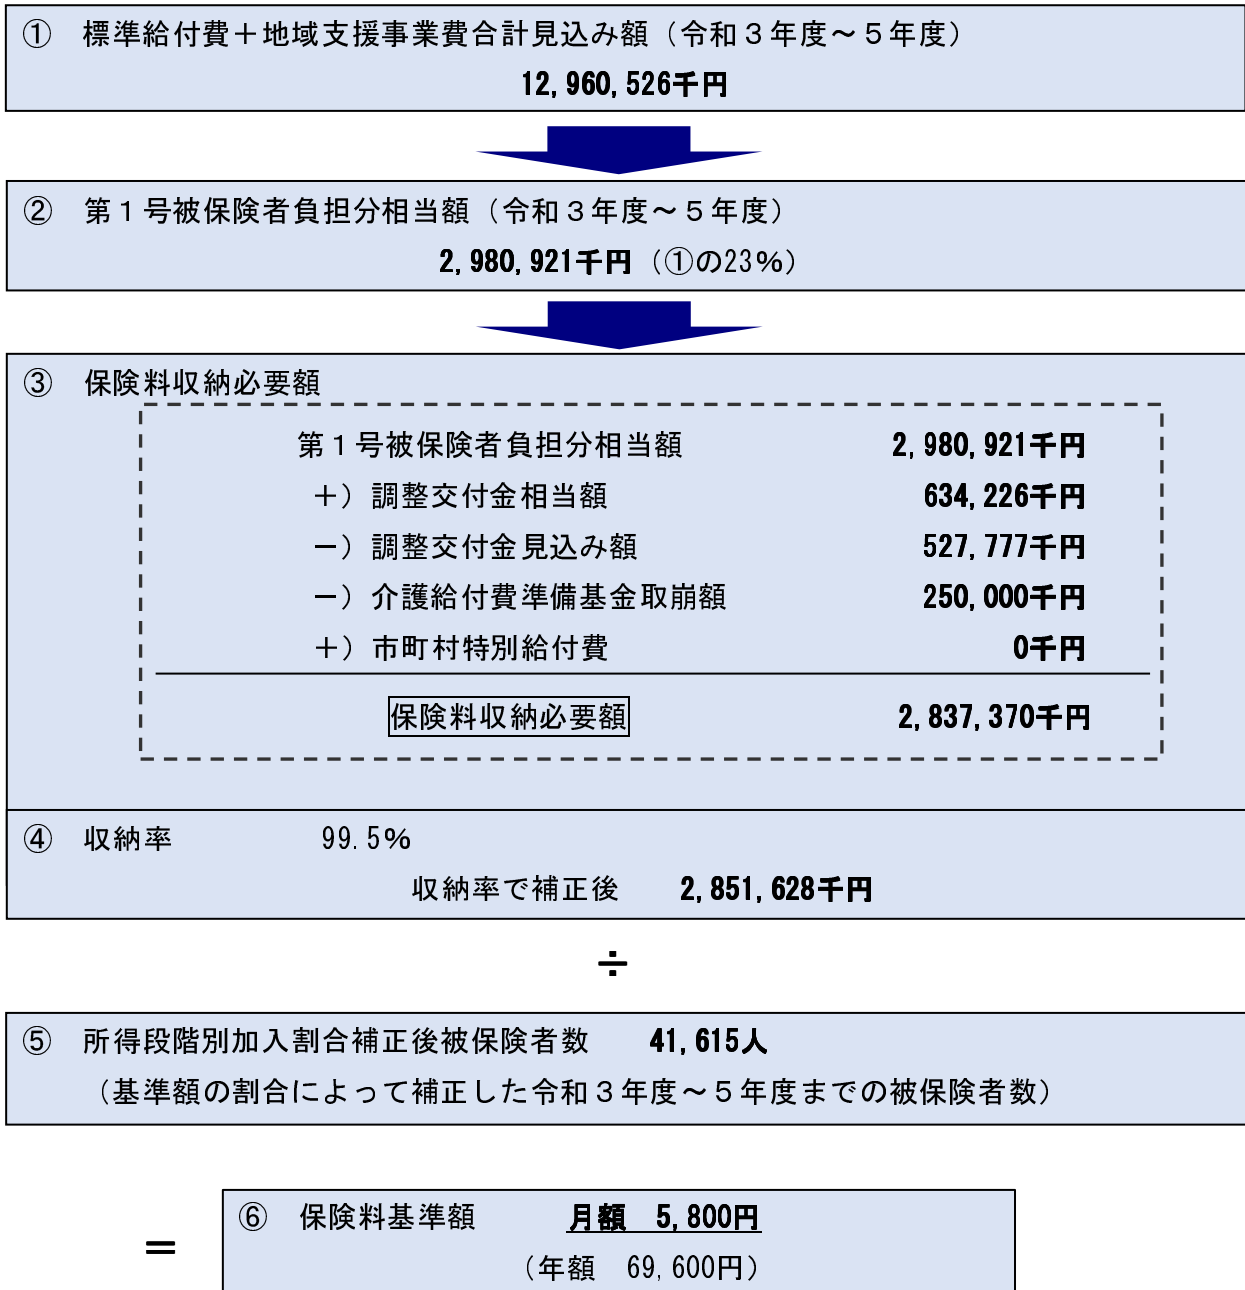 ① 標準給付費＋地域支援事業費合計見込み額（令和３年度～５年度）
12,960,526千円
② 第１号被保険者負担分相当額（令和３年度～５年度）
2,980,921千円（①の23%）
③ 保険料収納必要額
第１号被保険者負担分相当額 2,980,921千円
＋）調整交付金相当額 634,226千円
－）調整交付金見込み額 527,777千円
－）介護給付費準備基金取崩額 250,000千円
＋）市町村特別給付費 0千円
保険料収納必要額 2,837,370千円
④ 収納率 99.5%
収納率で補正後 2,851,628千円
÷
⑤ 所得段階別加入割合補正後被保険者数 41,615人
（基準額の割合によって補正した令和３年度～５年度までの被保険者数）
＝
⑥ 保険料基準額 月額 5,800円
（年額 69,600円）